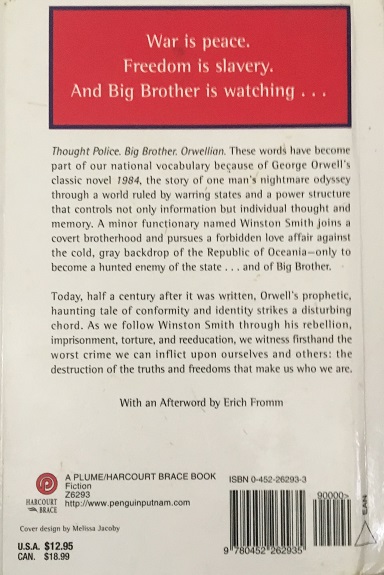 War is peace.
Freedom is slavery.
And Big Brother is watching . . .
Thought Police. Big Brother. Orwellian. These words have become
part of our national vocabulary because of George Orwell's
classic novel 1984, the story of one man's nightmare odyssey
through a world ruled by warring states and a power structure
that controls not only information but individual thought and
memory. A minor functionary named Winston Smith joins a
covert brotherhood and pursues a forbidden love affair against
the cold, gray backdrop of the Republic of Oceania—only to
become a hunted enemy of the state . . . and of Big Brother.
Today, half a century after it was written, Orwell's prophetic,
haunting tale of conformity and identity strikes a disturbing
chord. As we follow Winston Smith through his rebellion,
imprisonment, torture, and reeducation, we witness firsthand the
worst crime we can inflict upon ourselves and others: the
destruction of the truths and freedoms that make us who we are.
With an Afterword by Erich Fromm
A PLUME/HARCOURT BRACE BOOK
Fiction
Z6293
http://www.penguinputnam.com
HARCOURT
BRACE
Cover design by Melissa Jacoby
U.S.A. $12.95
CAN. $18.99
ISBN 0-452-26293-3
90000>
9 780452 262935
EAN